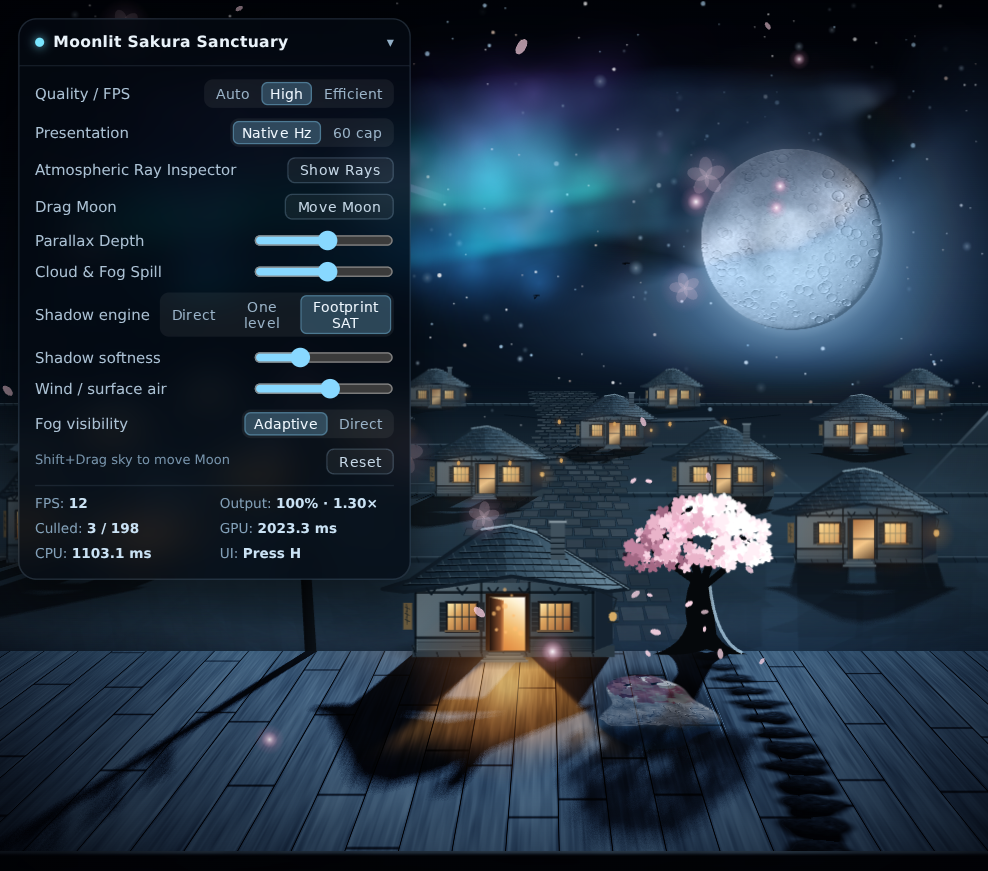 Moonlit Sakura Sanctuary ▾
Quality / FPS Auto High Efficient
Presentation Native Hz 60 cap
Atmospheric Ray Inspector Show Rays
Drag Moon Move Moon
Parallax Depth
Cloud & Fog Spill
Shadow engine Direct One level Footprint SAT
Shadow softness
Wind / surface air
Fog visibility Adaptive Direct
Shift+Drag sky to move Moon Reset
FPS: 12 Output: 100% · 1.30×
Culled: 3 / 198 GPU: 2023.3 ms
CPU: 1103.1 ms UI: Press H